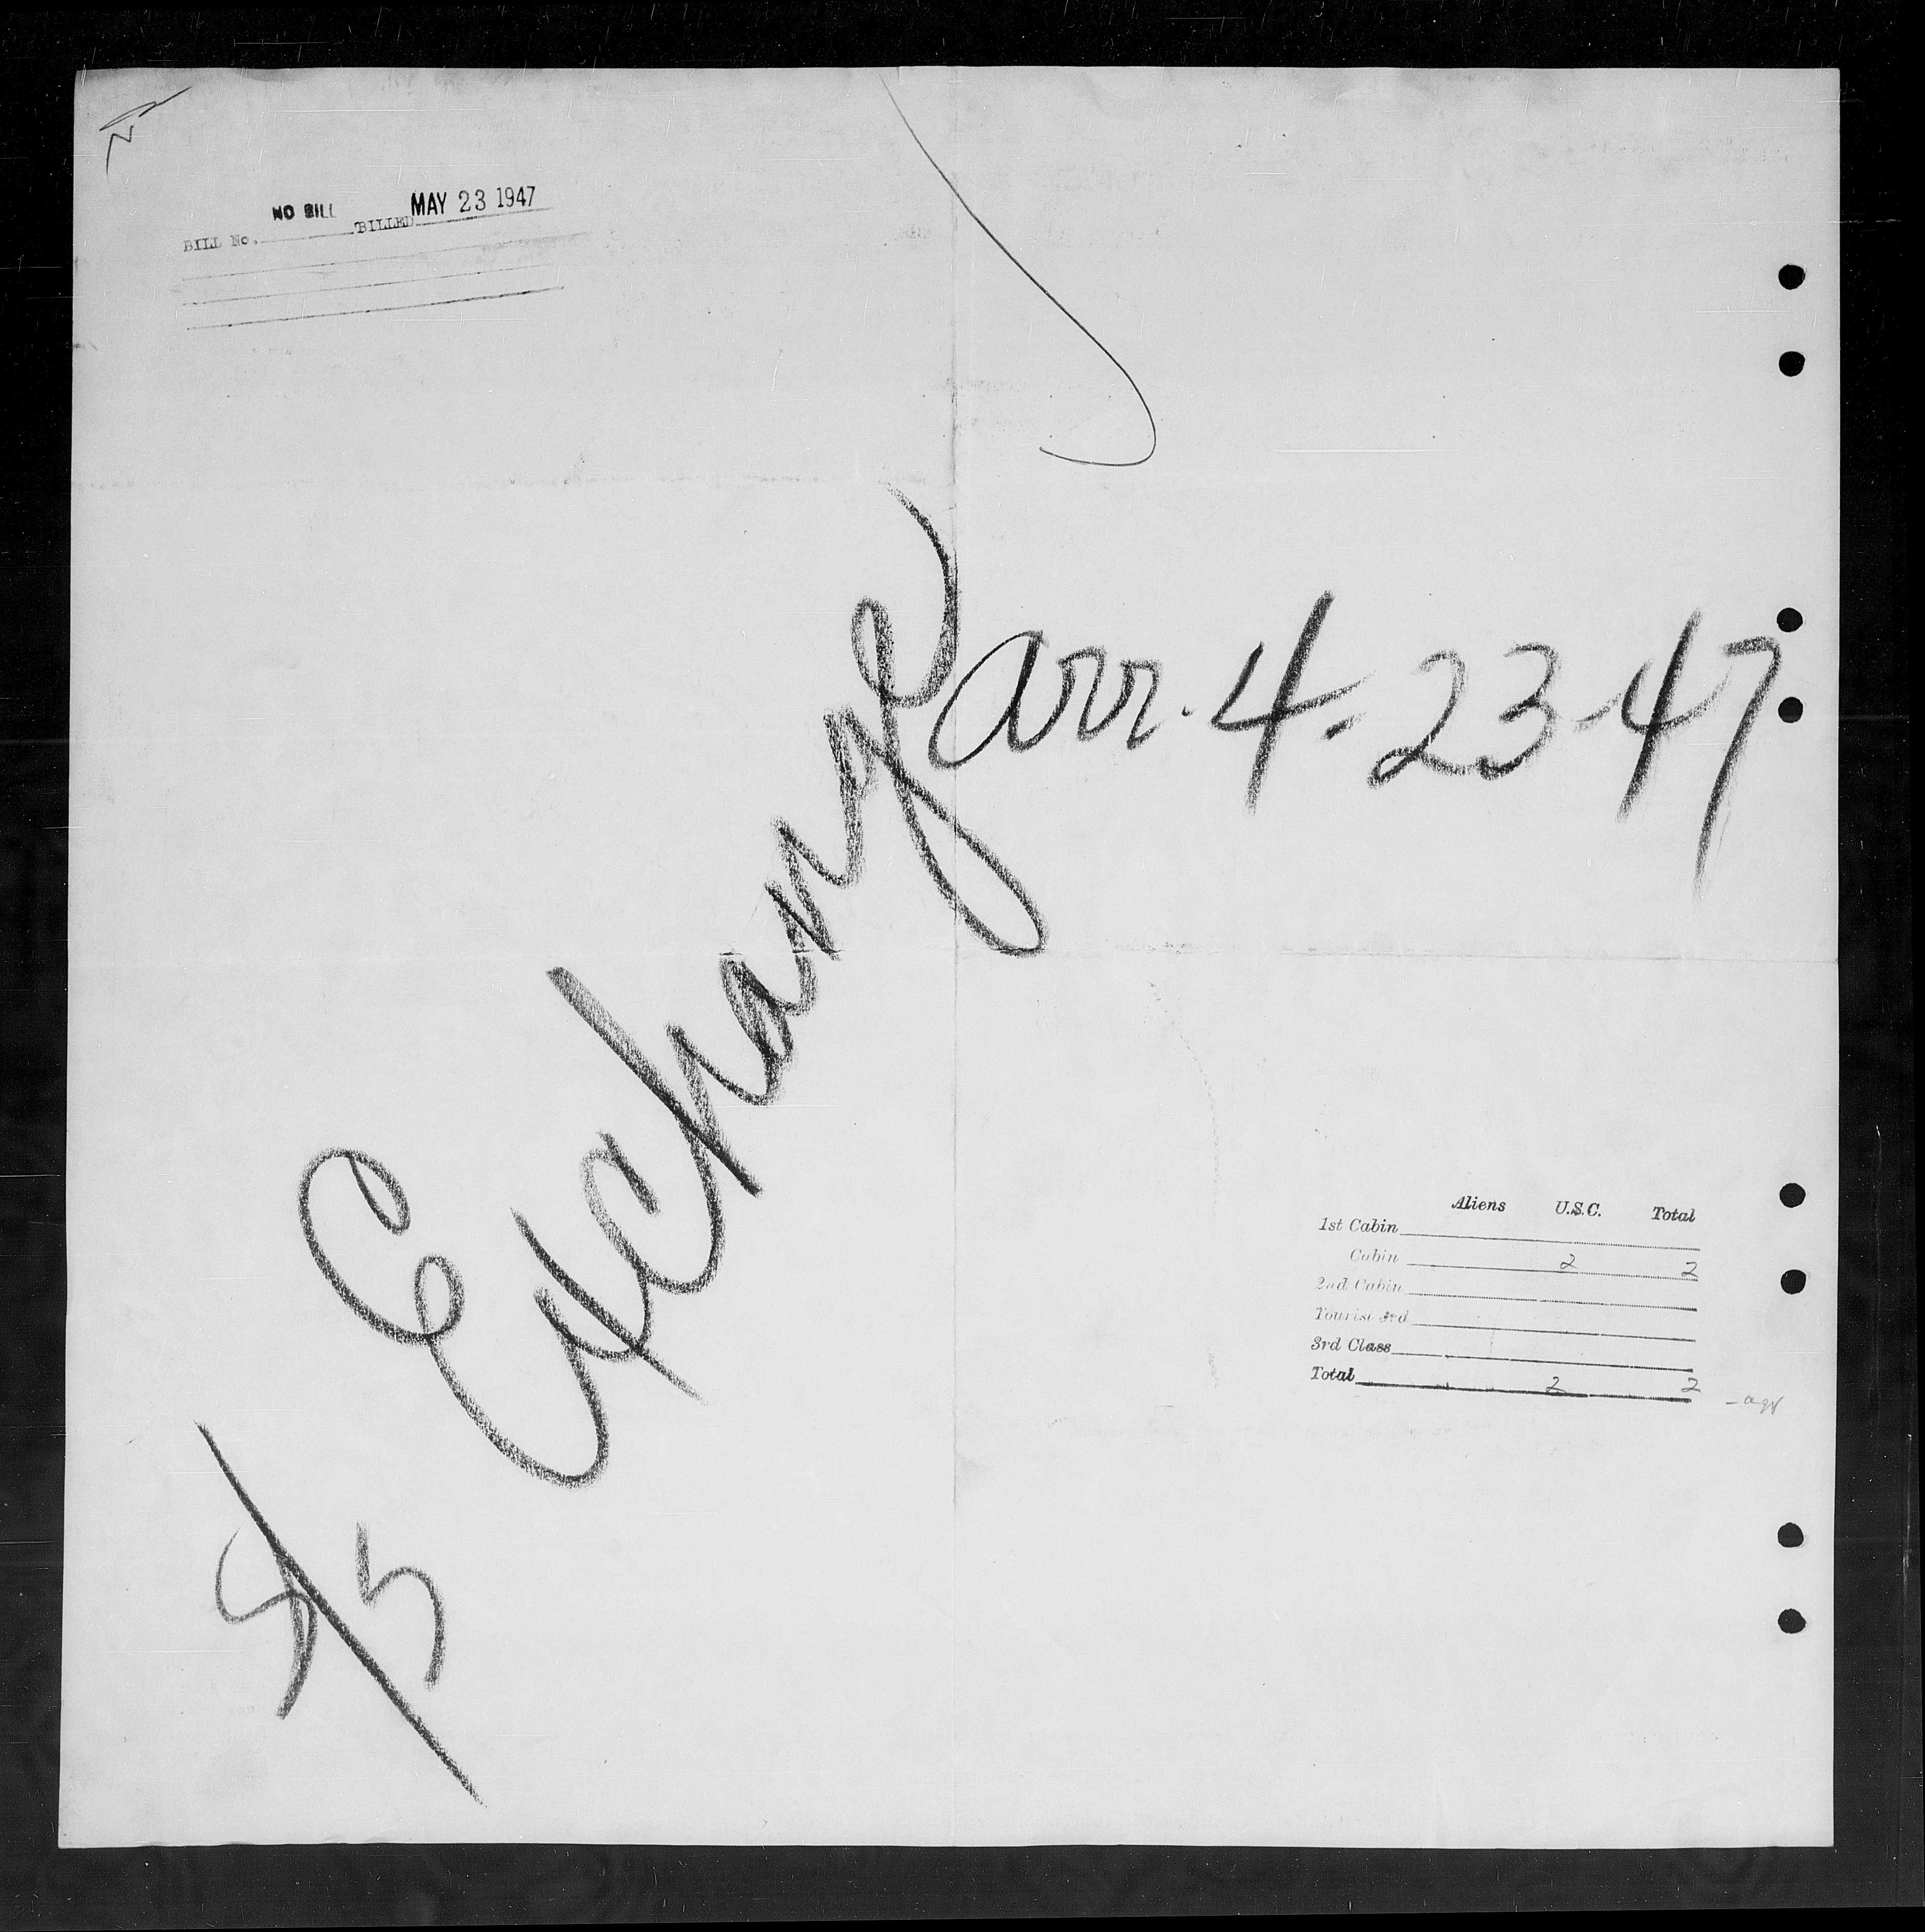 NO BILL MAY 23 1947
BILL No. BILLED
S/S Exchange
arr. 4-23-47
Aliens U.S.C. Total
1st Cabin
Cabin 2 2
2nd Cabin
Tourist 3rd
3rd Class
Total 2 2